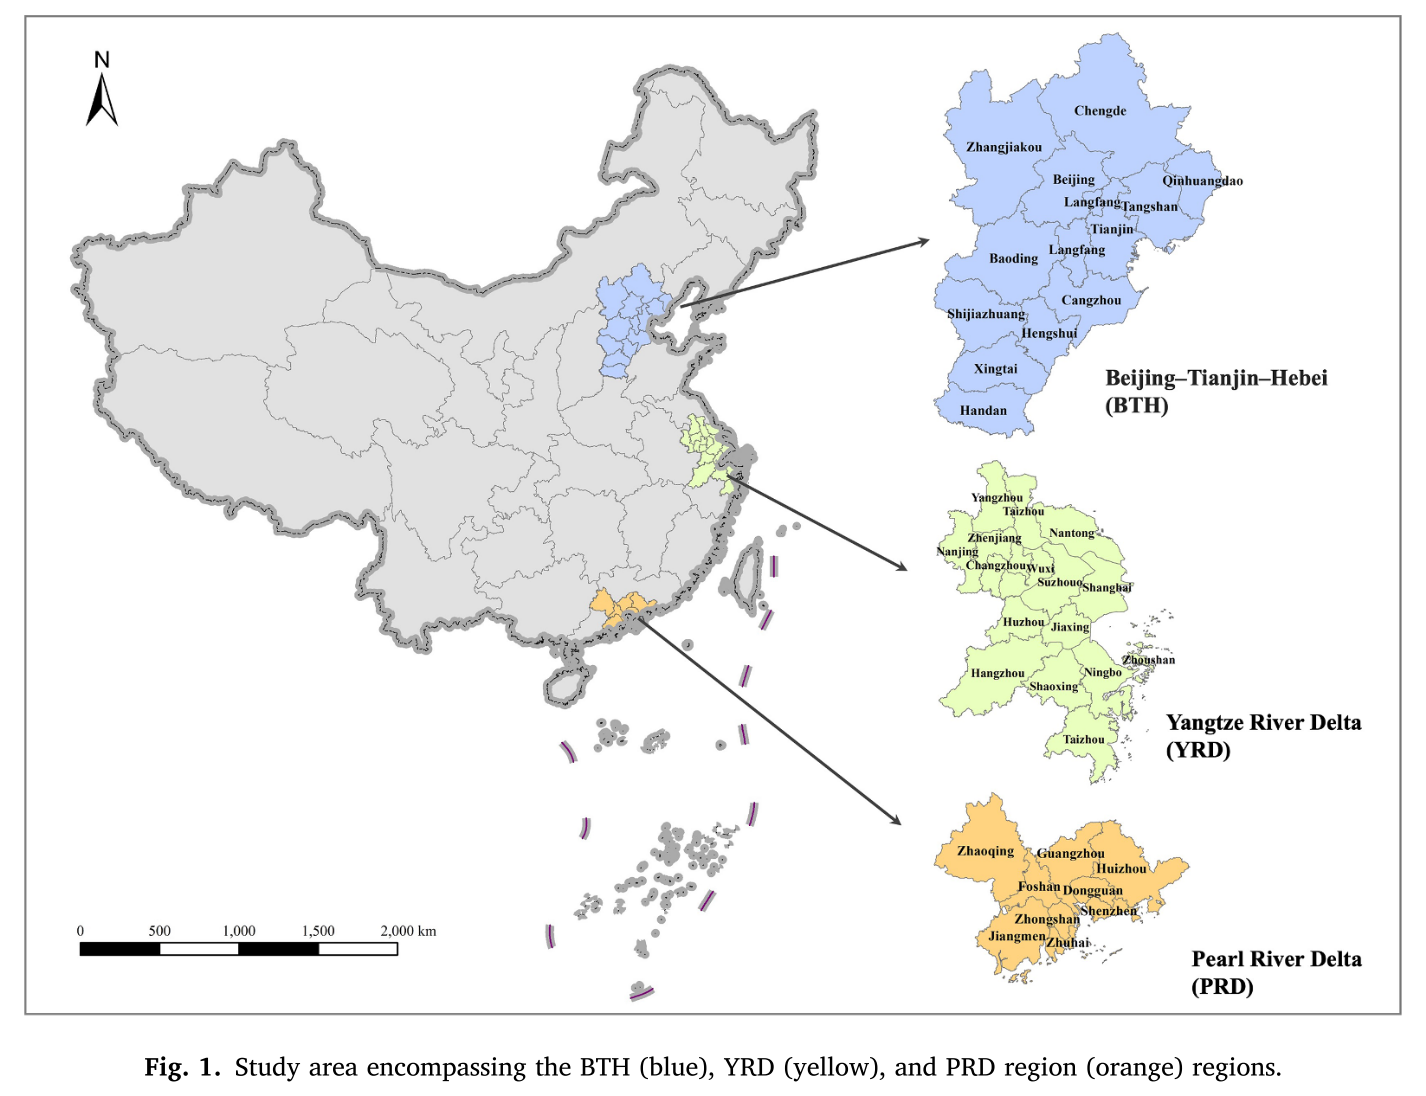 N
Chengde
Zhangjiakou
Beijing
Qinhuangdao
Langfang
Tangshan
Tianjin
Langfang
Baoding
Cangzhou
Shijiazhuang
Hengshui
Xingtai
Handan
Beijing–Tianjin–Hebei
(BTH)
Yangzhou
Taizhou
Nantong
Zhenjiang
Nanjing
Changzhou
Wuxi
Suzhouo
Shanghai
Huzhou
Jiaxing
Zhoushan
Hangzhou
Ningbo
Shaoxing
Taizhou
Yangtze River Delta
(YRD)
Zhaoqing
Guangzhou
Huizhou
Foshan
Dongguan
Shenzhen
Zhongshan
Jiangmen
Zhuhai
Pearl River Delta
(PRD)
0 500 1,000 1,500 2,000 km
Fig. 1. Study area encompassing the BTH (blue), YRD (yellow), and PRD region (orange) regions.